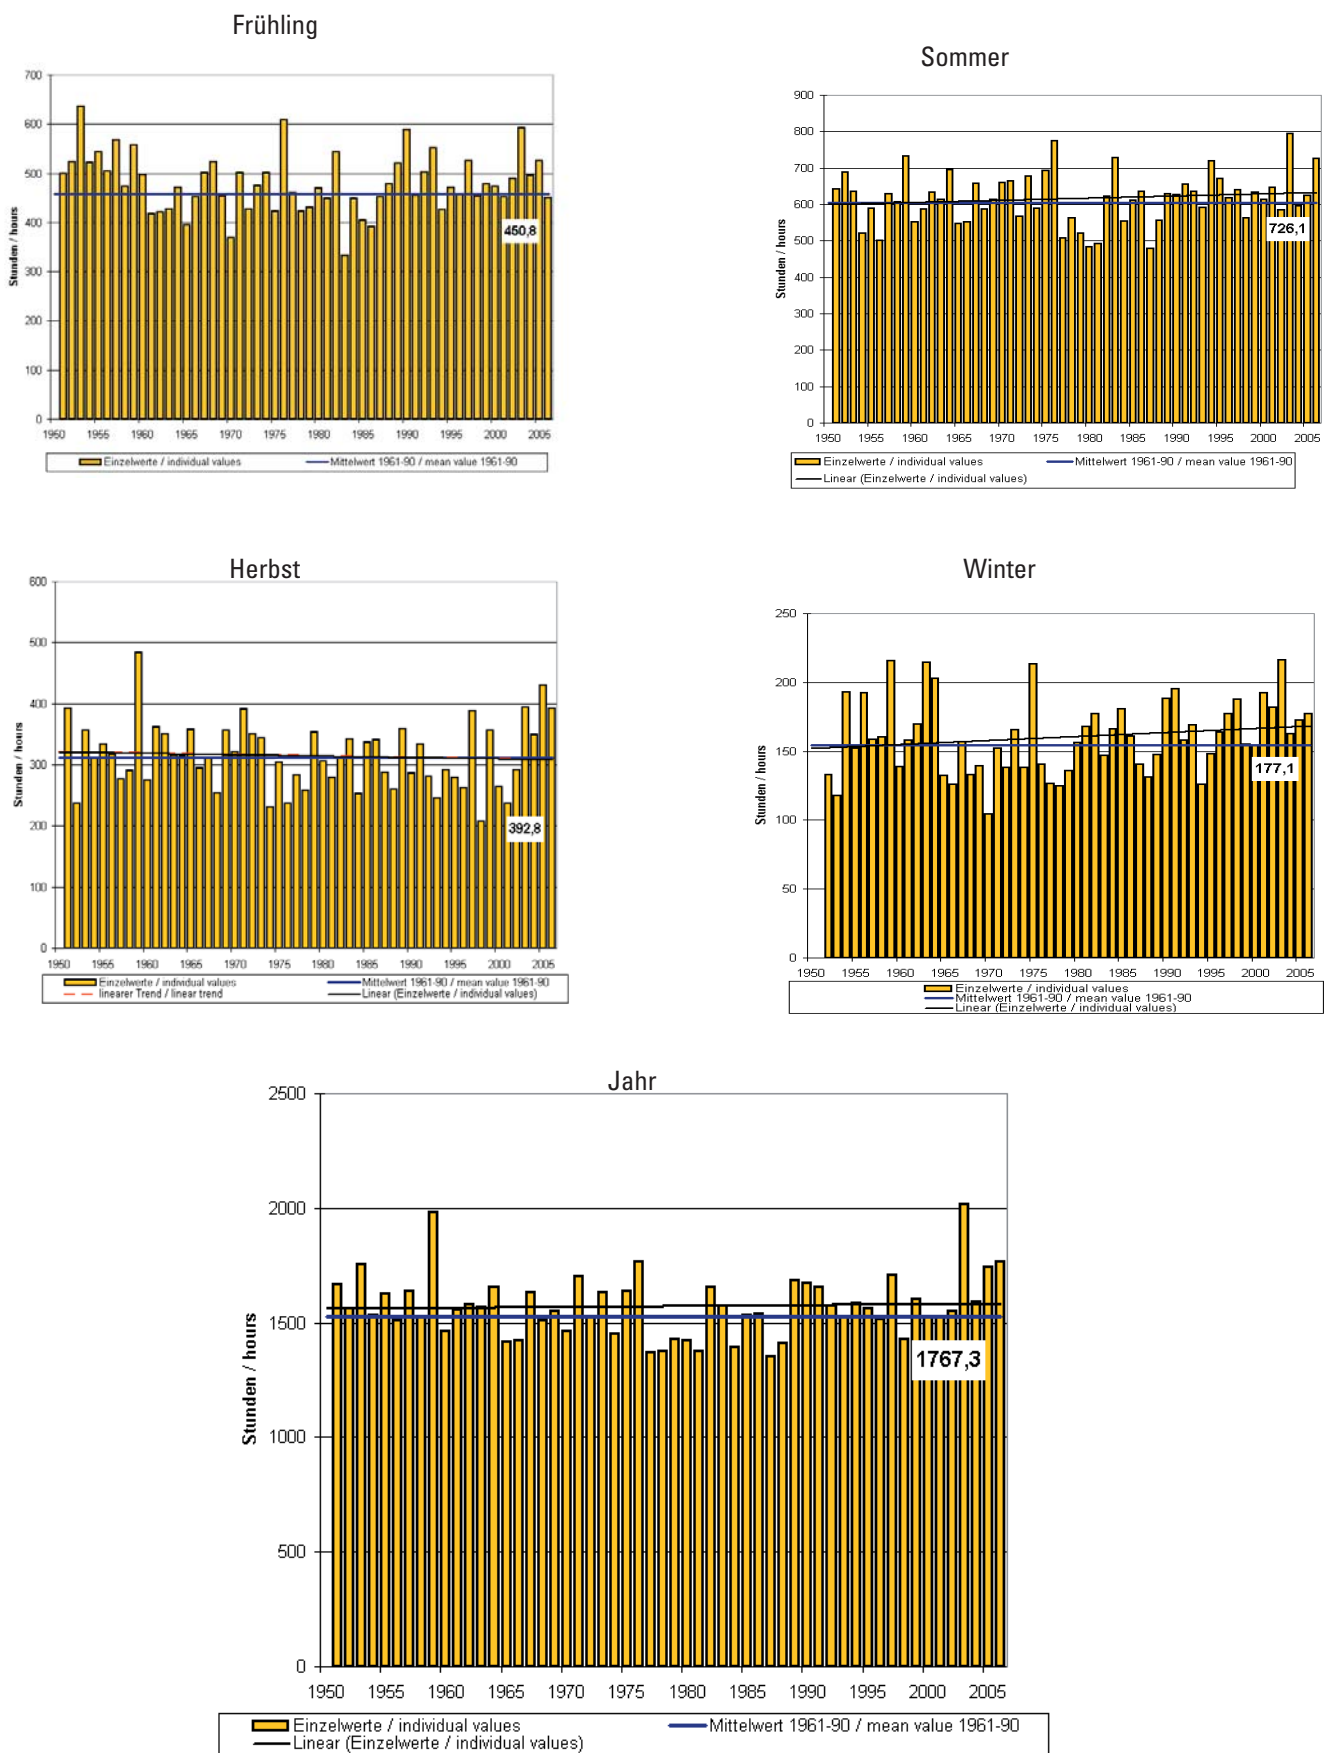 Frühling
700
600
500
400
300
200
100
0
Stunden / hours
450,8
1950 1955 1960 1965 1970 1975 1980 1985 1990 1995 2000 2005
Einzelwerte / individual values Mittelwert 1961-90 / mean value 1961-90
Sommer
900
800
700
600
500
400
300
200
100
0
Stunden / hours
726,1
1950 1955 1960 1965 1970 1975 1980 1985 1990 1995 2000 2005
Einzelwerte / individual values Mittelwert 1961-90 / mean value 1961-90
Linear (Einzelwerte / individual values)
Herbst
600
500
400
300
200
100
0
Stunden / hours
392,8
1950 1955 1960 1965 1970 1975 1980 1985 1990 1995 2000 2005
Einzelwerte / individual values Mittelwert 1961-90 / mean value 1961-90
linearer Trend / linear trend Linear (Einzelwerte / individual values)
Winter
250
200
150
100
50
0
Stunden / hours
177,1
1950 1955 1960 1965 1970 1975 1980 1985 1990 1995 2000 2005
Einzelwerte / individual values
Mittelwert 1961-90 / mean value 1961-90
Linear (Einzelwerte / individual values)
Jahr
2500
2000
1500
1000
500
0
Stunden / hours
1767,3
1950 1955 1960 1965 1970 1975 1980 1985 1990 1995 2000 2005
Einzelwerte / individual values Mittelwert 1961-90 / mean value 1961-90
Linear (Einzelwerte / individual values)